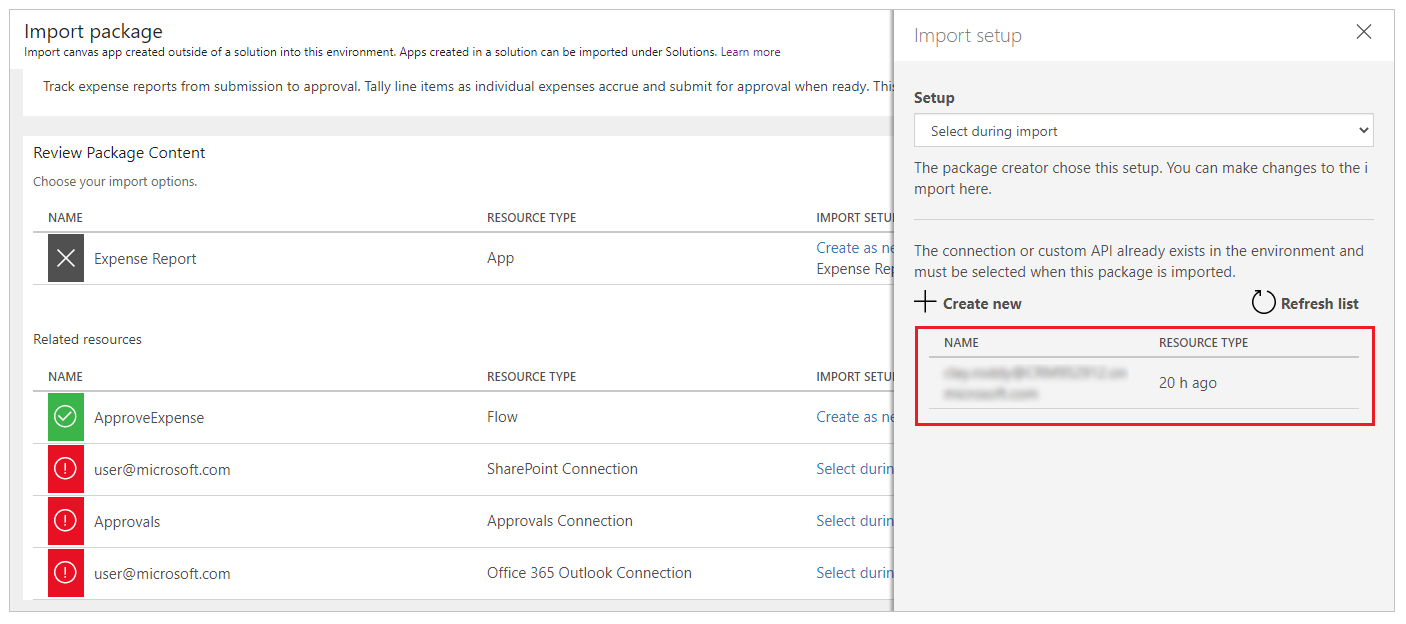 Import package
Import canvas app created outside of a solution into this environment. Apps created in a solution can be imported under Solutions. Learn more
Track expense reports from submission to approval. Tally line items as individual expenses accrue and submit for approval when ready. This
Review Package Content
Choose your import options.
NAME RESOURCE TYPE IMPORT SETU
Expense Report App Create as ne
Expense Rep
Related resources
NAME RESOURCE TYPE IMPORT SETU
ApproveExpense Flow Create as ne
user@microsoft.com SharePoint Connection Select durin
Approvals Approvals Connection Select durin
user@microsoft.com Office 365 Outlook Connection Select durin
Import setup
Setup
Select during import
The package creator chose this setup. You can make changes to the i
mport here.
The connection or custom API already exists in the environment and
must be selected when this package is imported.
Create new Refresh list
NAME RESOURCE TYPE
20 h ago